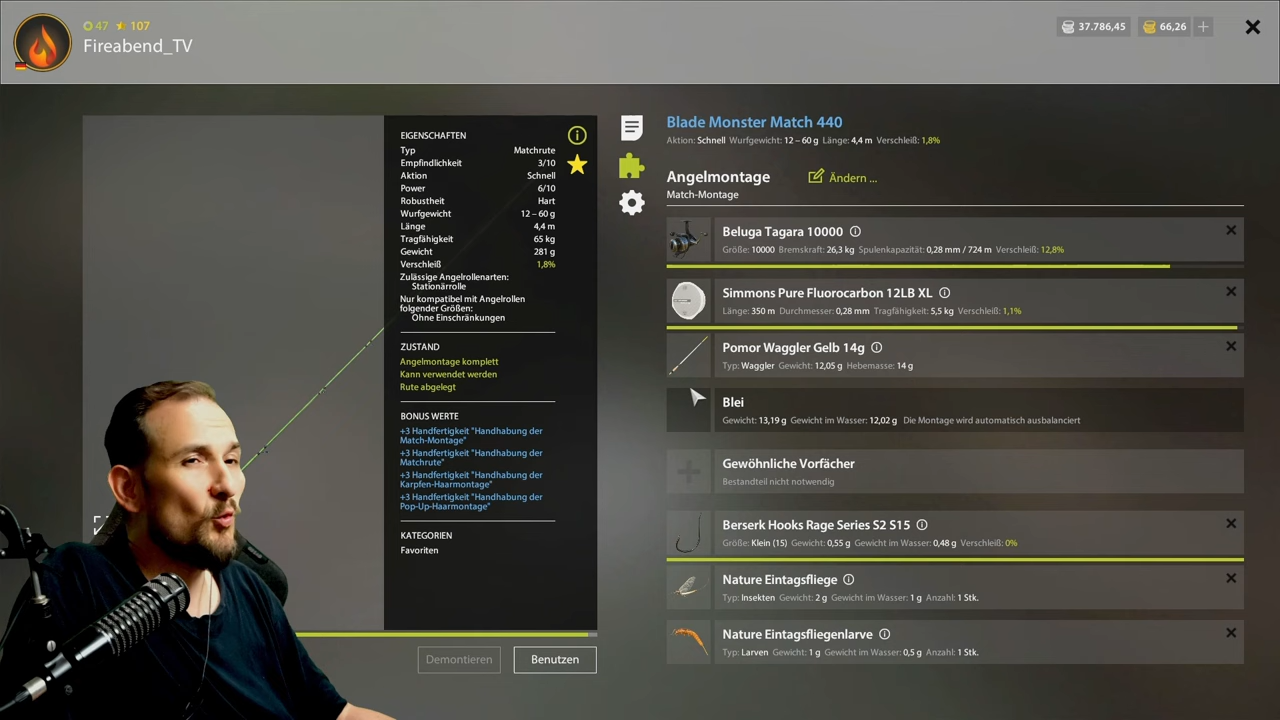 47 107
Fireabend_TV
37.786,45
66,26
EIGENSCHAFTEN
Typ Matchrute
Empfindlichkeit 3/10
Aktion Schnell
Power 6/10
Robustheit Hart
Wurfgewicht 12 – 60 g
Länge 4,4 m
Tragfähigkeit 65 kg
Gewicht 281 g
Verschleiß 1,8%
Zulässige Angelrollenarten:
Stationärrolle
Nur kompatibel mit Angelrollen
folgender Größen:
Ohne Einschränkungen
ZUSTAND
Angelmontage komplett
Kann verwendet werden
Rute abgelegt
BONUS WERTE
+3 Handfertigkeit "Handhabung der
Match-Montage"
+3 Handfertigkeit "Handhabung der
Matchrute"
+3 Handfertigkeit "Handhabung der
Karpfen-Haarmontage"
+3 Handfertigkeit "Handhabung der
Pop-Up-Haarmontage"
KATEGORIEN
Favoriten
Demontieren
Benutzen
Blade Monster Match 440
Aktion: Schnell Wurfgewicht: 12 – 60 g Länge: 4,4 m Verschleiß: 1,8%
Angelmontage
Ändern ...
Match-Montage
Beluga Tagara 10000
Größe: 10000 Bremskraft: 26,3 kg Spulenkapazität: 0,28 mm / 724 m Verschleiß: 12,8%
Simmons Pure Fluorocarbon 12LB XL
Länge: 350 m Durchmesser: 0,28 mm Tragfähigkeit: 5,5 kg Verschleiß: 1,1%
Pomor Waggler Gelb 14g
Typ: Waggler Gewicht: 12,05 g Hebemasse: 14 g
Blei
Gewicht: 13,19 g Gewicht im Wasser: 12,02 g Die Montage wird automatisch ausbalanciert
Gewöhnliche Vorfächer
Bestandteil nicht notwendig
Berserk Hooks Rage Series S2 S15
Größe: Klein (15) Gewicht: 0,55 g Gewicht im Wasser: 0,48 g Verschleiß: 0%
Nature Eintagsfliege
Typ: Insekten Gewicht: 2 g Gewicht im Wasser: 1 g Anzahl: 1 Stk.
Nature Eintagsfliegenlarve
Typ: Larven Gewicht: 1 g Gewicht im Wasser: 0,5 g Anzahl: 1 Stk.